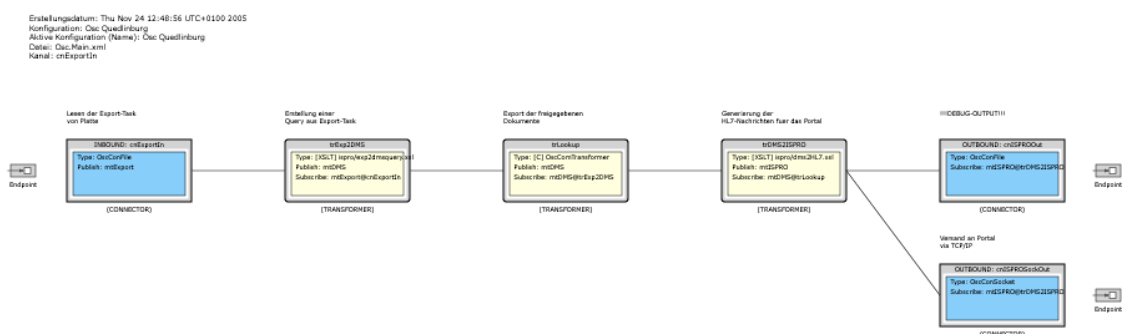 Erstellungsdatum: Thu Nov 24 12:48:56 UTC+0100 2005
Konfiguration: Osc Quedlinburg
Aktive Konfiguration (Name): Osc Quedlinburg
Datei: Osc.Main.xml
Kanal: cnExportIn
Lesen der Export-Task
von Platte
INBOUND: cnExportIn
Type: OscConFile
Publish: mtExport
(CONNECTOR)
Endpoint
Erstellung einer
Query aus Export-Task
trExp2DMS
Type: [XSLT] ispro/exp2dmsquery.xsl
Publish: mtDMS
Subscribe: mtExport@cnExportIn
(TRANSFORMER)
Export der freigegebenen
Dokumente
trLookup
Type: [C] OscComTransformer
Publish: mtDMS
Subscribe: mtDMS@trExp2DMS
(TRANSFORMER)
Generierung der
HL7-Nachrichten fuer das Portal
trDMS2ISPRO
Type: [XSLT] ispro/dms2HL7.xsl
Publish: mtISPRO
Subscribe: mtDMS@trLookup
(TRANSFORMER)
!!!DEBUG-OUTPUT!!!
OUTBOUND: cnISPROOut
Type: OscConFile
Subscribe: mtISPRO@trDMS2ISPRO
(CONNECTOR)
Endpoint
Versand an Portal
via TCP/IP
OUTBOUND: cnISPROSockOut
Type: OscConSocket
Subscribe: mtISPRO@trDMS2ISPRO
(CONNECTOR)
Endpoint